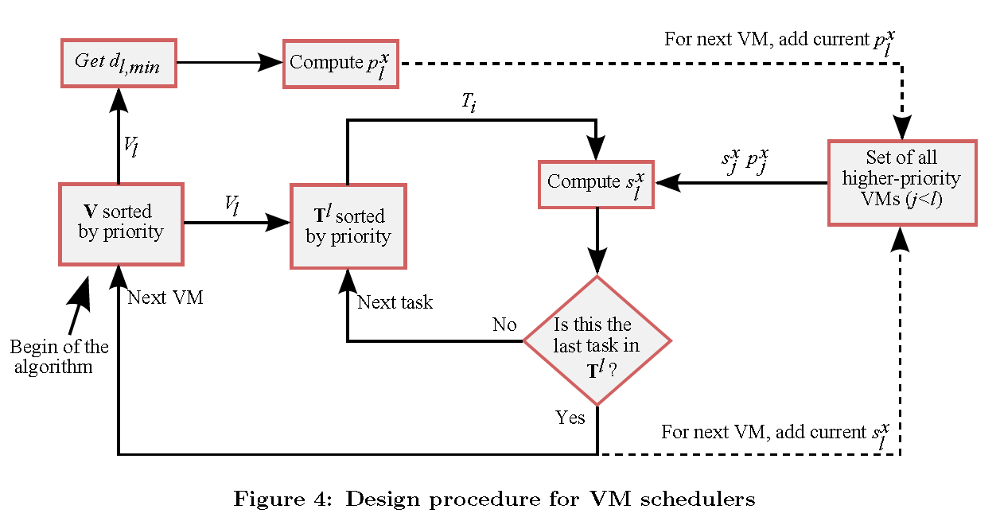 For next VM, add current p_l^x
Get d_l,min
Compute p_l^x
T_i
V_l
Set of all
higher-priority
VMs (j<l)
s_j^x p_j^x
Compute s_l^x
V_l
V sorted
by priority
T^l sorted
by priority
Next VM
Next task
No
Is this the
last task in
T^l ?
Begin of the
algorithm
Yes
For next VM, add current s_l^x
Figure 4: Design procedure for VM schedulers